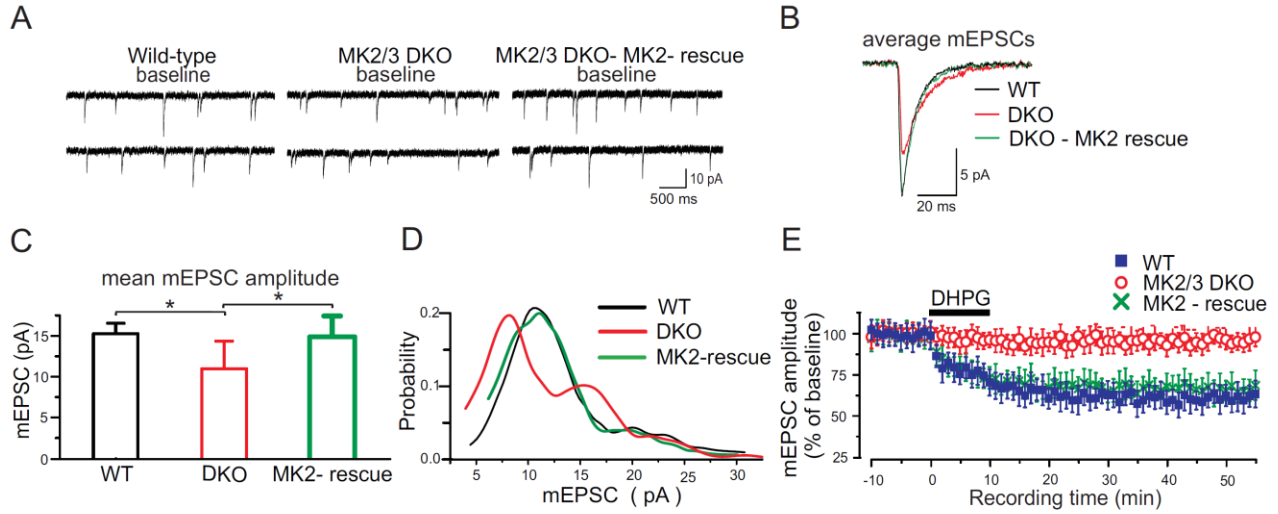 A
Wild-type
baseline
MK2/3 DKO
baseline
MK2/3 DKO- MK2- rescue
baseline
10 pA
500 ms
B
average mEPSCs
WT
DKO
DKO - MK2 rescue
5 pA
20 ms
C
mean mEPSC amplitude
*
*
mEPSC (pA)
15
10
5
0
WT
DKO
MK2- rescue
D
WT
DKO
MK2-rescue
Probability
0.2
0.1
0.0
5
10
15
20
25
30
mEPSC ( pA )
E
WT
MK2/3 DKO
MK2 - rescue
DHPG
mEPSC amplitude
(% of baseline)
100
75
50
25
-10
0
10
20
30
40
50
Recording time (min)